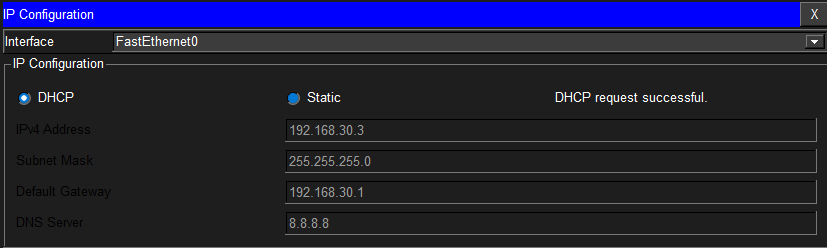 IP Configuration X
Interface FastEthernet0
IP Configuration
DHCP Static DHCP request successful.
IPv4 Address 192.168.30.3
Subnet Mask 255.255.255.0
Default Gateway 192.168.30.1
DNS Server 8.8.8.8